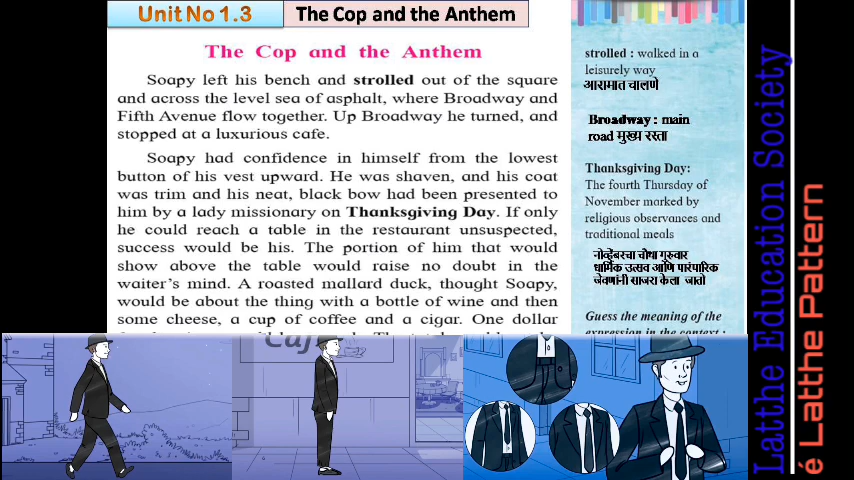 Unit No 1.3
The Cop and the Anthem
The Cop and the Anthem
Soapy left his bench and strolled out of the square
and across the level sea of asphalt, where Broadway and
Fifth Avenue flow together. Up Broadway he turned, and
stopped at a luxurious cafe.
Soapy had confidence in himself from the lowest
button of his vest upward. He was shaven, and his coat
was trim and his neat, black bow had been presented to
him by a lady missionary on Thanksgiving Day. If only
he could reach a table in the restaurant unsuspected,
success would be his. The portion of him that would
show above the table would raise no doubt in the
waiter's mind. A roasted mallard duck, thought Soapy,
would be about the thing with a bottle of wine and then
some cheese, a cup of coffee and a cigar. One dollar
strolled : walked in a
leisurely way
आरामात चालणे
Broadway : main
road मुख्य रस्ता
Thanksgiving Day:
The fourth Thursday of
November marked by
religious observances and
traditional meals
नोव्हेंबरचा चोथा गुरुवार
धार्मिक उत्सव आणि पारंपारिक
जेवणांनी साजरा केला जातो
Guess the meaning of the
expression in the context :
Latthe Education Society
é Latthe Pattern